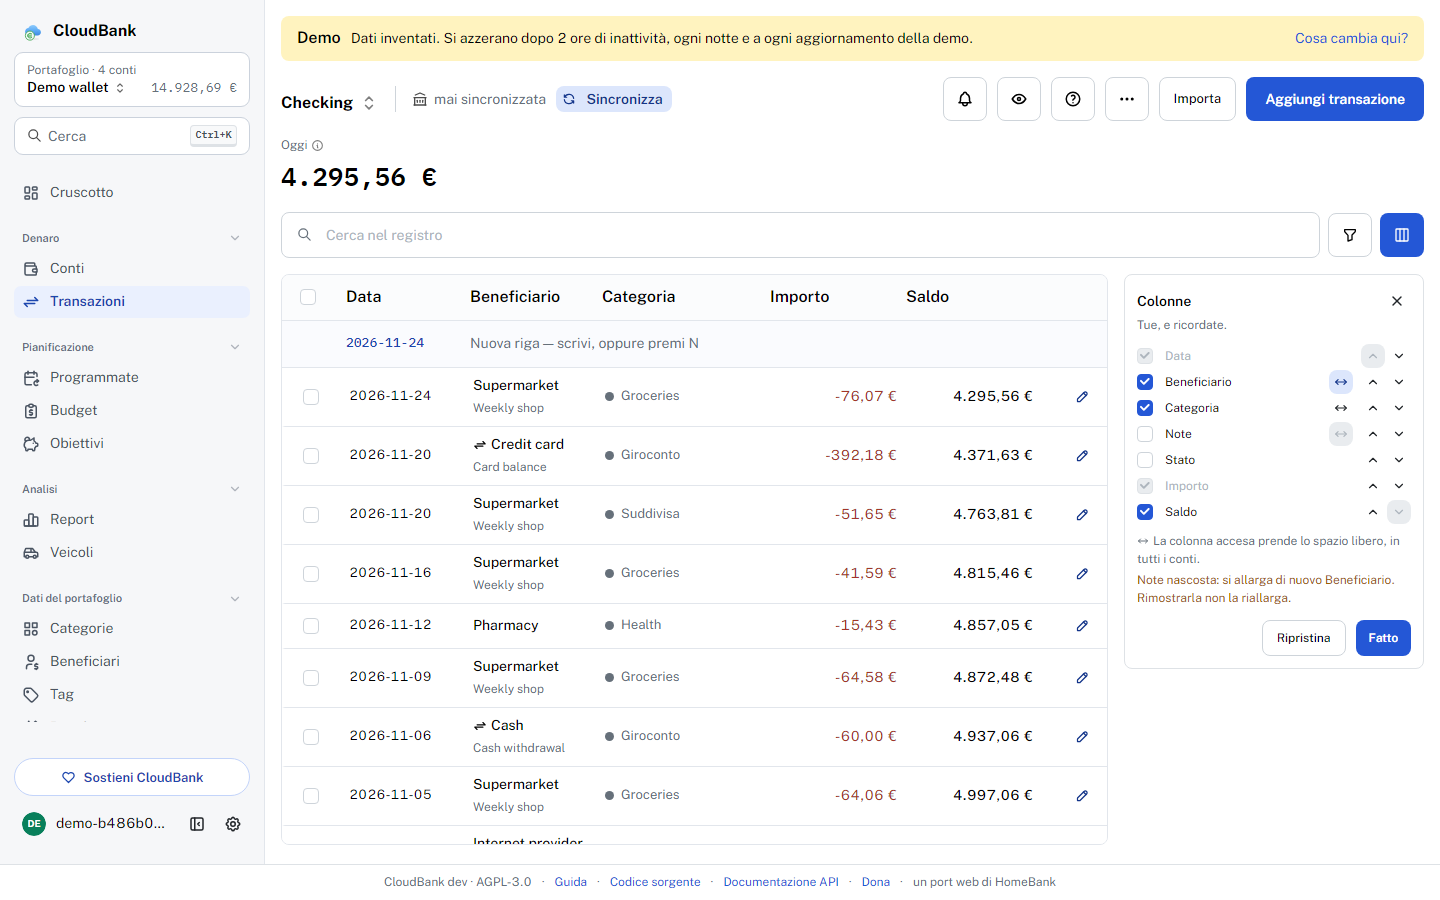 CloudBank
Portafoglio · 4 conti
Demo wallet 14.928,69 €
Cerca Ctrl+K
Cruscotto
Denaro
Conti
Transazioni
Pianificazione
Programmate
Budget
Obiettivi
Analisi
Report
Veicoli
Dati del portafoglio
Categorie
Beneficiari
Tag
Sostieni CloudBank
DE demo-b486b0...
Demo Dati inventati. Si azzerano dopo 2 ore di inattività, ogni notte e a ogni aggiornamento della demo. Cosa cambia qui?
Checking mai sincronizzata Sincronizza Importa Aggiungi transazione
Oggi
4.295,56 €
Cerca nel registro
Data Beneficiario Categoria Importo Saldo
2026-11-24 Nuova riga — scrivi, oppure premi N
2026-11-24 Supermarket Groceries -76,07 € 4.295,56 €
Weekly shop
2026-11-20 Credit card Giroconto -392,18 € 4.371,63 €
Card balance
2026-11-20 Supermarket Suddivisa -51,65 € 4.763,81 €
Weekly shop
2026-11-16 Supermarket Groceries -41,59 € 4.815,46 €
Weekly shop
2026-11-12 Pharmacy Health -15,43 € 4.857,05 €
2026-11-09 Supermarket Groceries -64,58 € 4.872,48 €
Weekly shop
2026-11-06 Cash Giroconto -60,00 € 4.937,06 €
Cash withdrawal
2026-11-05 Supermarket Groceries -64,06 € 4.997,06 €
Weekly shop
Internet provider
Colonne
Tue, e ricordate.
Data
Beneficiario
Categoria
Note
Stato
Importo
Saldo
La colonna accesa prende lo spazio libero, in
tutti i conti.
Note nascosta: si allarga di nuovo Beneficiario.
Rimostrarla non la riallarga.
Ripristina Fatto
CloudBank dev · AGPL-3.0 · Guida · Codice sorgente · Documentazione API · Dona · un port web di HomeBank